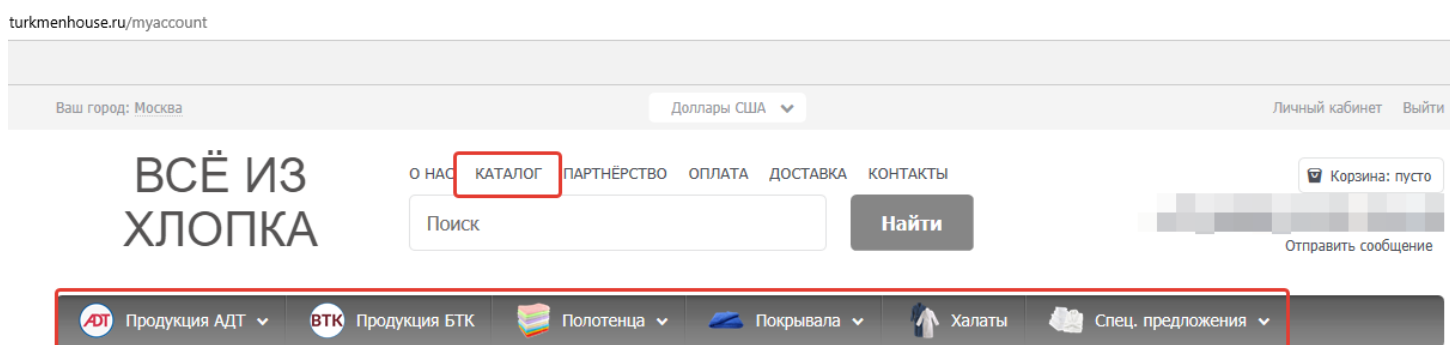 turkmenhouse.ru/myaccount
Ваш город: Москва
Доллары США
Личный кабинет Выйти
ВСЁ ИЗ
ХЛОПКА
О НАС КАТАЛОГ ПАРТНЁРСТВО ОПЛАТА ДОСТАВКА КОНТАКТЫ
Корзина: пусто
Поиск
Найти
Отправить сообщение
ADT Продукция АДТ
BTK Продукция БТК
Полотенца
Покрывала
Халаты
Спец. предложения